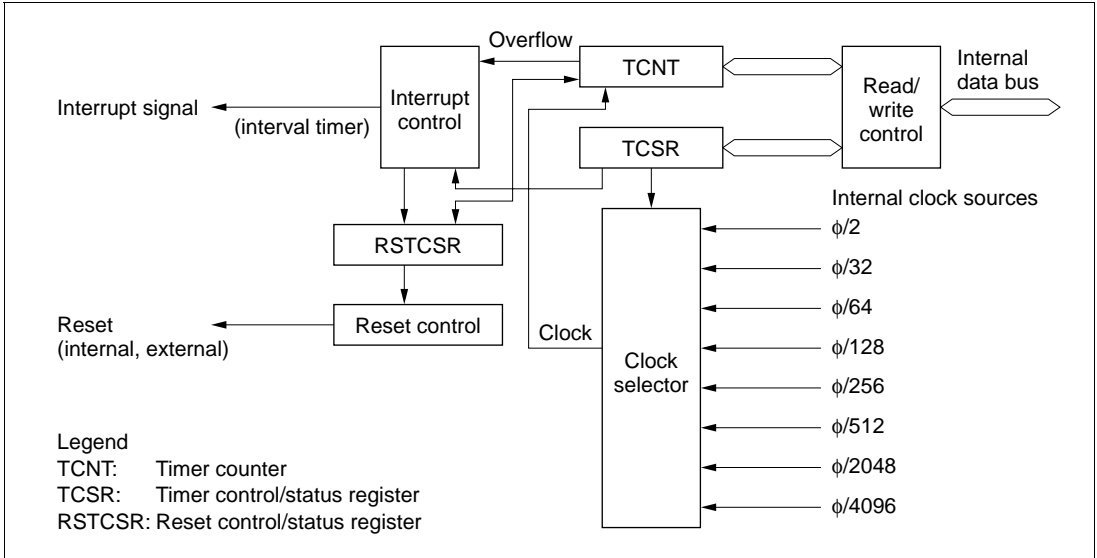 Overflow
TCNT
Internal
data bus
Read/
write
control
Interrupt
control
Interrupt signal
(interval timer)
TCSR
Internal clock sources
RSTCSR
ϕ/2
ϕ/32
ϕ/64
Reset control
Reset
(internal, external)
Clock
Clock
selector
ϕ/128
ϕ/256
ϕ/512
ϕ/2048
ϕ/4096
Legend
TCNT: Timer counter
TCSR: Timer control/status register
RSTCSR: Reset control/status register